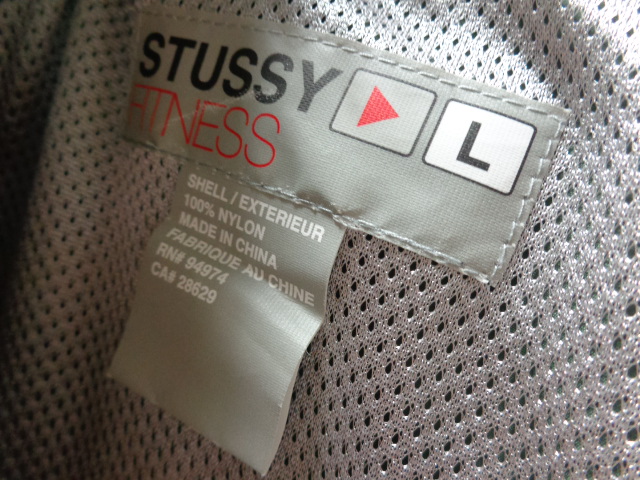 STUSSY
FITNESS
L
SHELL / EXTERIEUR
100% NYLON
MADE IN CHINA
FABRIQUE AU CHINE
RN# 94974
CA# 28629